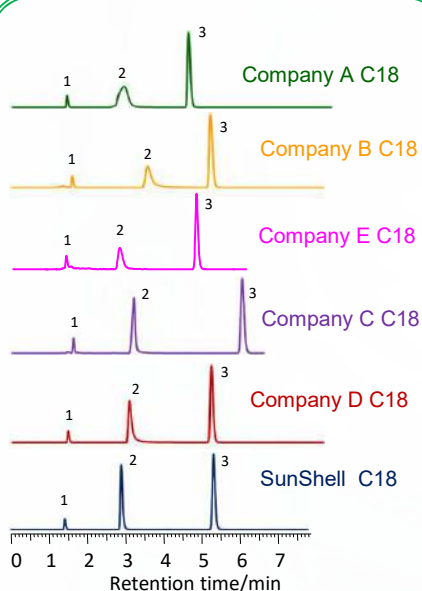 3
1
2
Company A C18
3
Company B C18
1
2
3
Company E C18
1
2
2
3
1
Company C C18
3
2
Company D C18
1
2
3
SunShell C18
1
0 1 2 3 4 5 6 7
Retention time/min